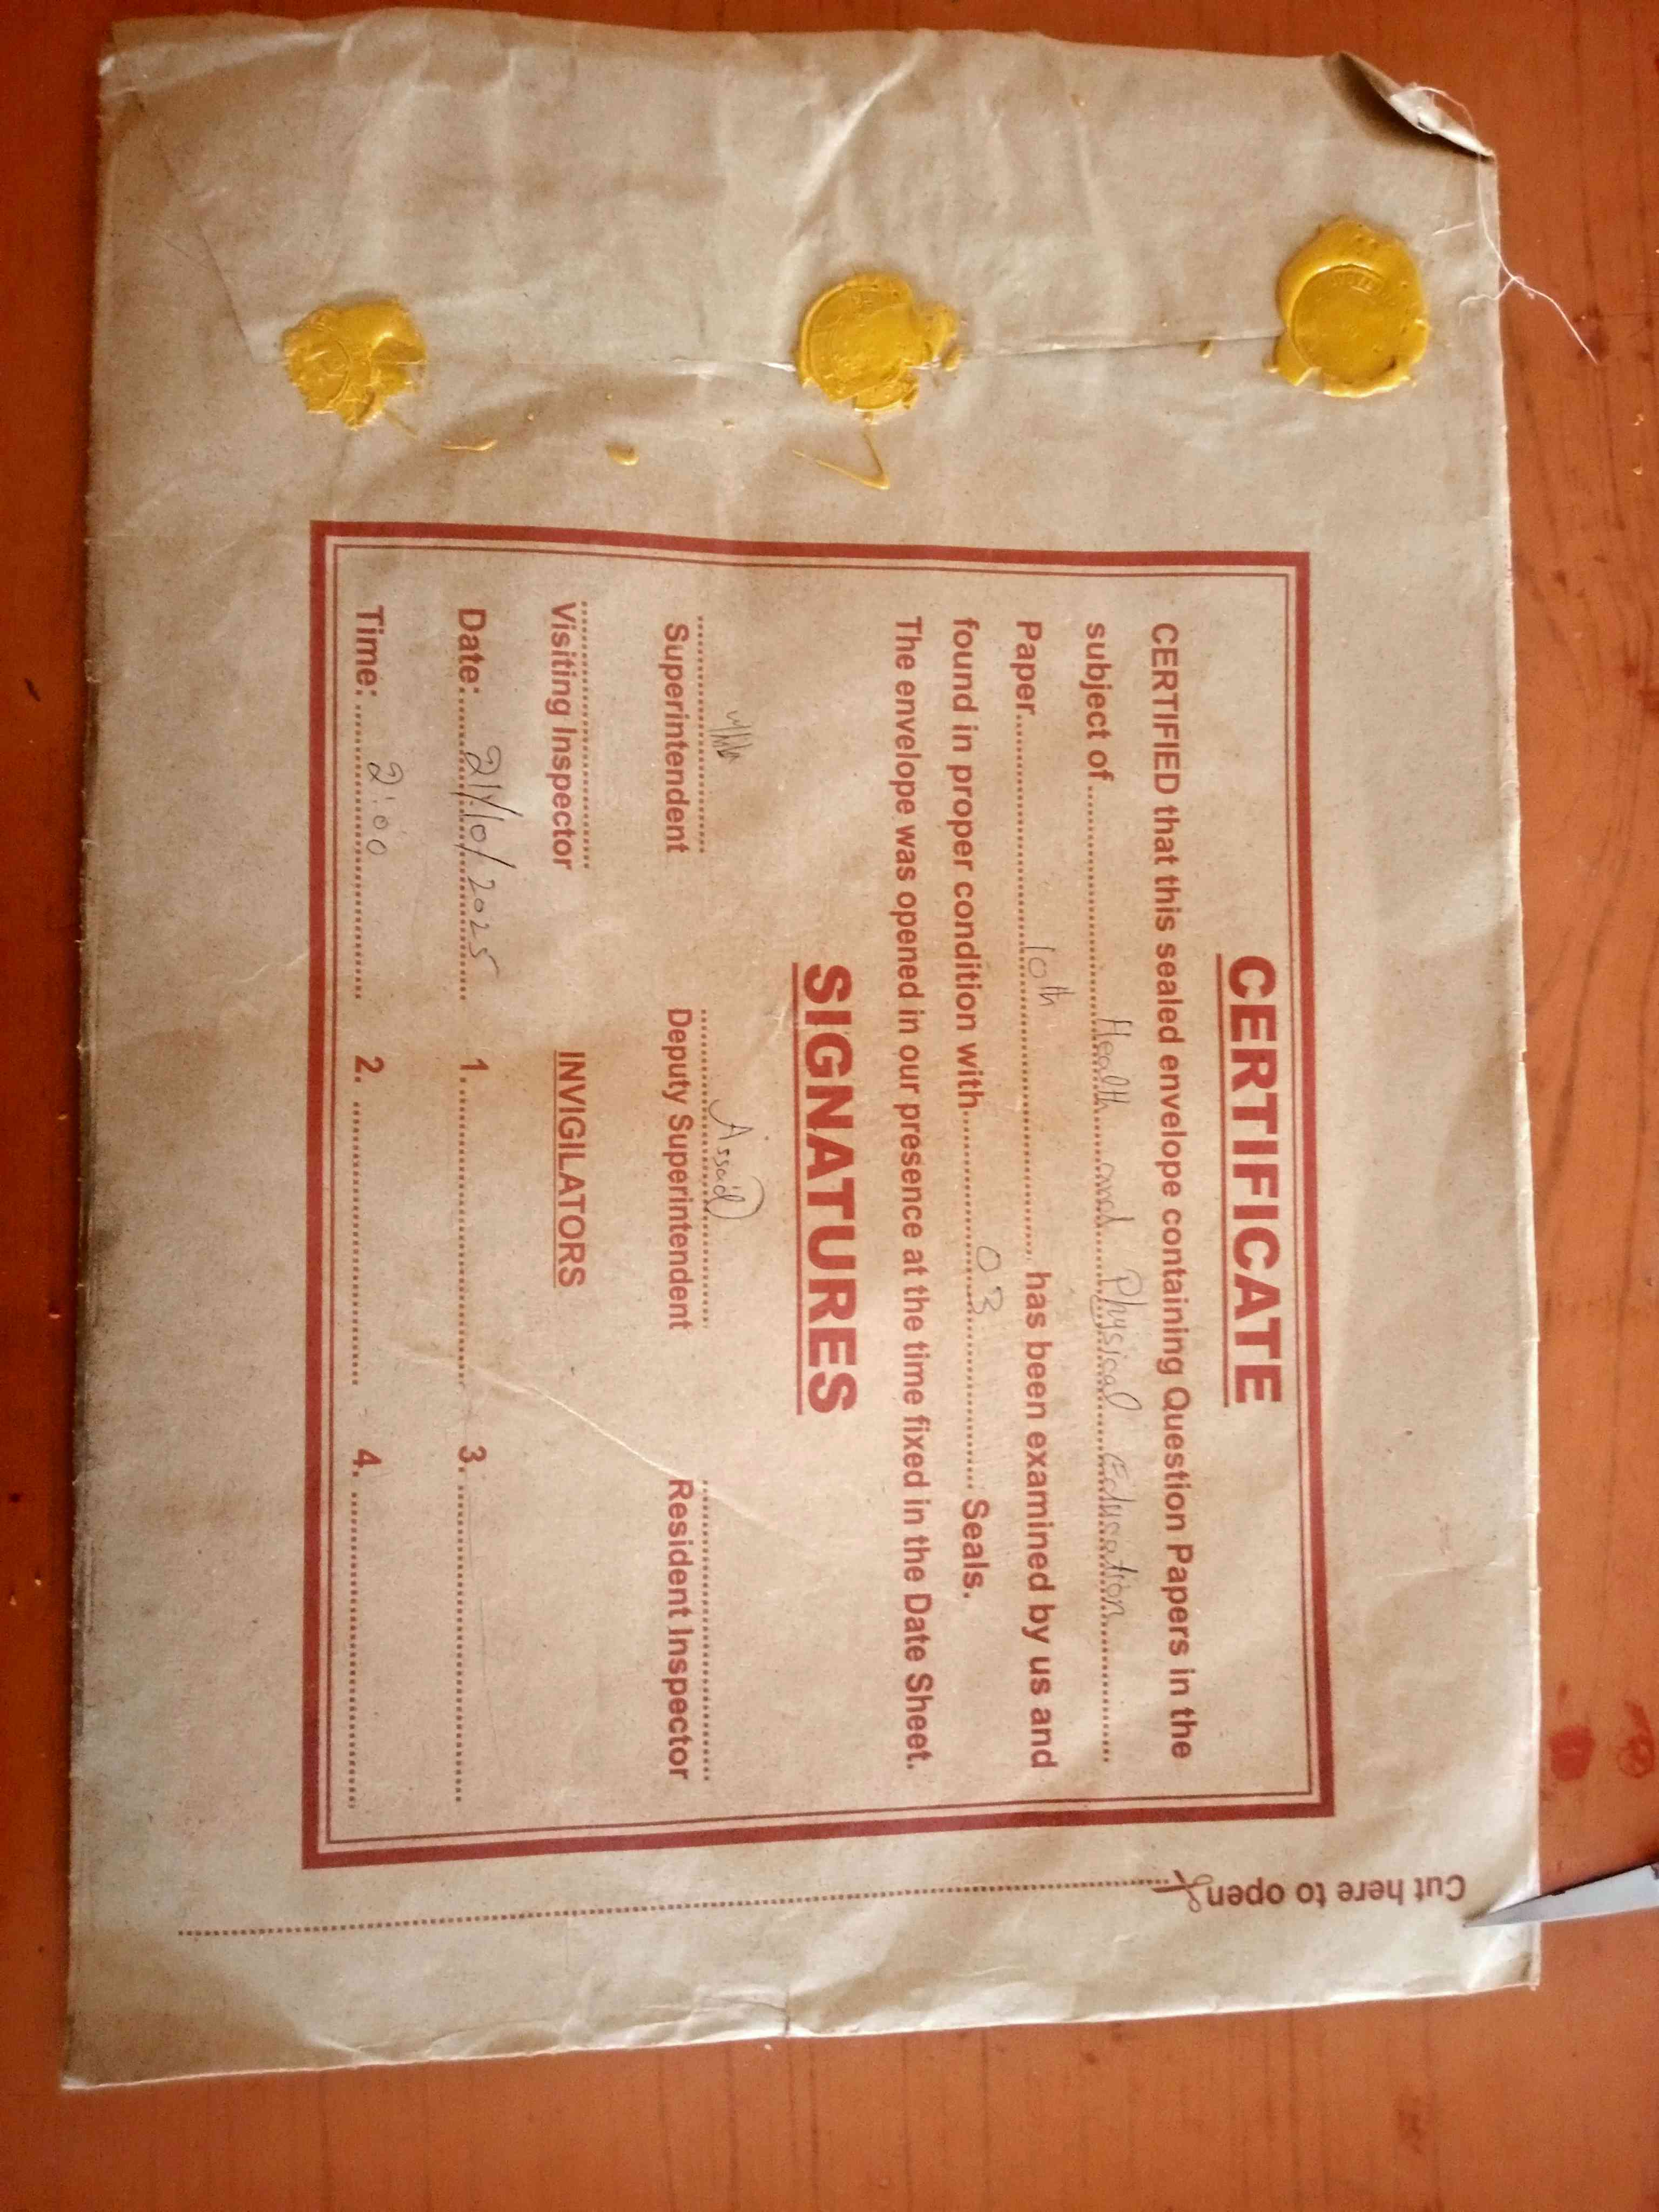 CERTIFICATE
CERTIFIED that this sealed envelope containing Question Papers in the
subject of Health and Physical Education
Paper 10th has been examined by us and
found in proper condition with 03 Seals.
The envelope was opened in our presence at the time fixed in the Date Sheet.
SIGNATURES
Assad
Superintendent Deputy Superintendent Resident Inspector
Visiting Inspector INVIGILATORS
Date: 21/10/2025 1. 3.
Time: 2:00 2. 4.
Cut here to open